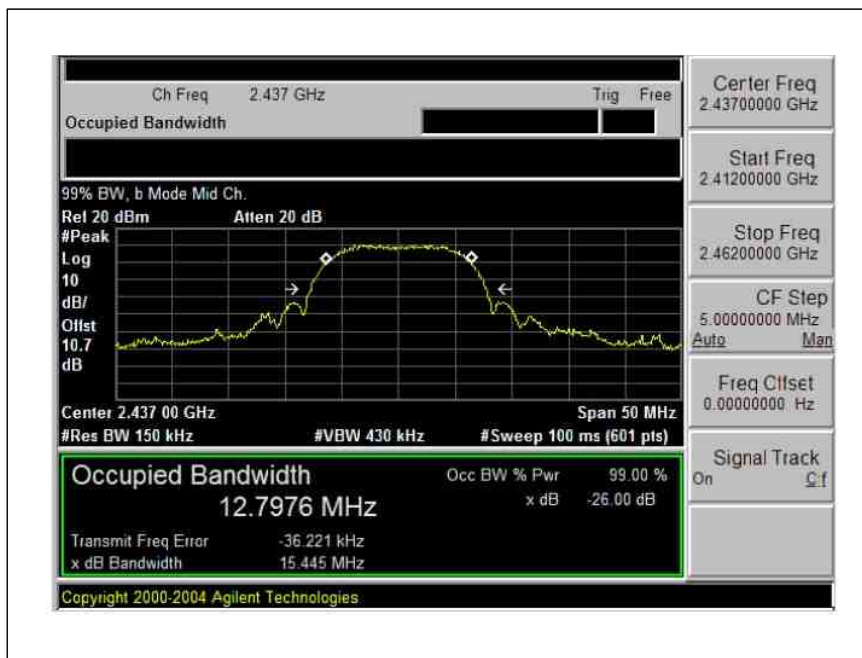 Ch Freq 2.437 GHz Trig Free
Occupied Bandwidth
99% BW, b Mode Mid Ch.
Ref 20 dBm Atten 20 dB
#Peak
Log
10
dB/
Offst
10.7
dB
Center 2.437 00 GHz Span 50 MHz
#Res BW 150 kHz #VBW 430 kHz #Sweep 100 ms (601 pts)
Occupied Bandwidth Occ BW % Pwr 99.00 %
12.7976 MHz x dB -26.00 dB
Transmit Freq Error -36.221 kHz
x dB Bandwidth 15.445 MHz
Copyright 2000-2004 Agilent Technologies
Center Freq
2.43700000 GHz
Start Freq
2.41200000 GHz
Stop Freq
2.46200000 GHz
CF Step
5.00000000 MHz
Auto Man
Freq Offset
0.00000000 Hz
Signal Track
On Off